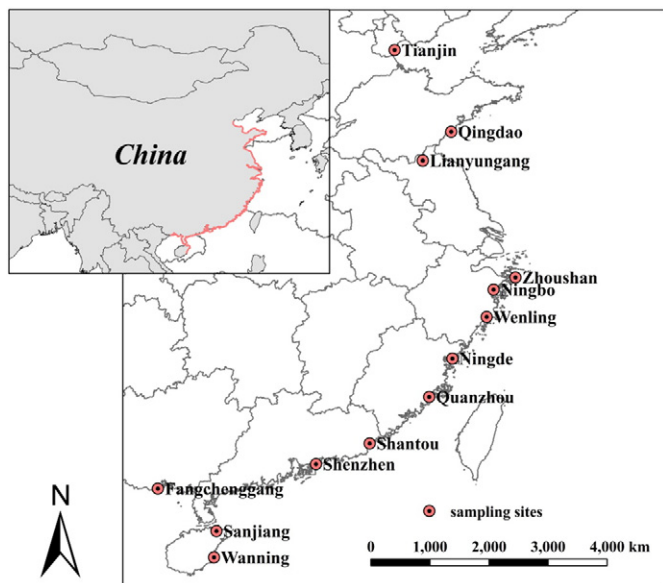 China
Tianjin
Qingdao
Lianyungang
Zhoushan
Ningbo
Wenling
Ningde
Quanzhou
Shantou
Shenzhen
Fangchenggang
Sanjiang
Wanning
N
sampling sites
0 1,000 2,000 3,000 4,000 km